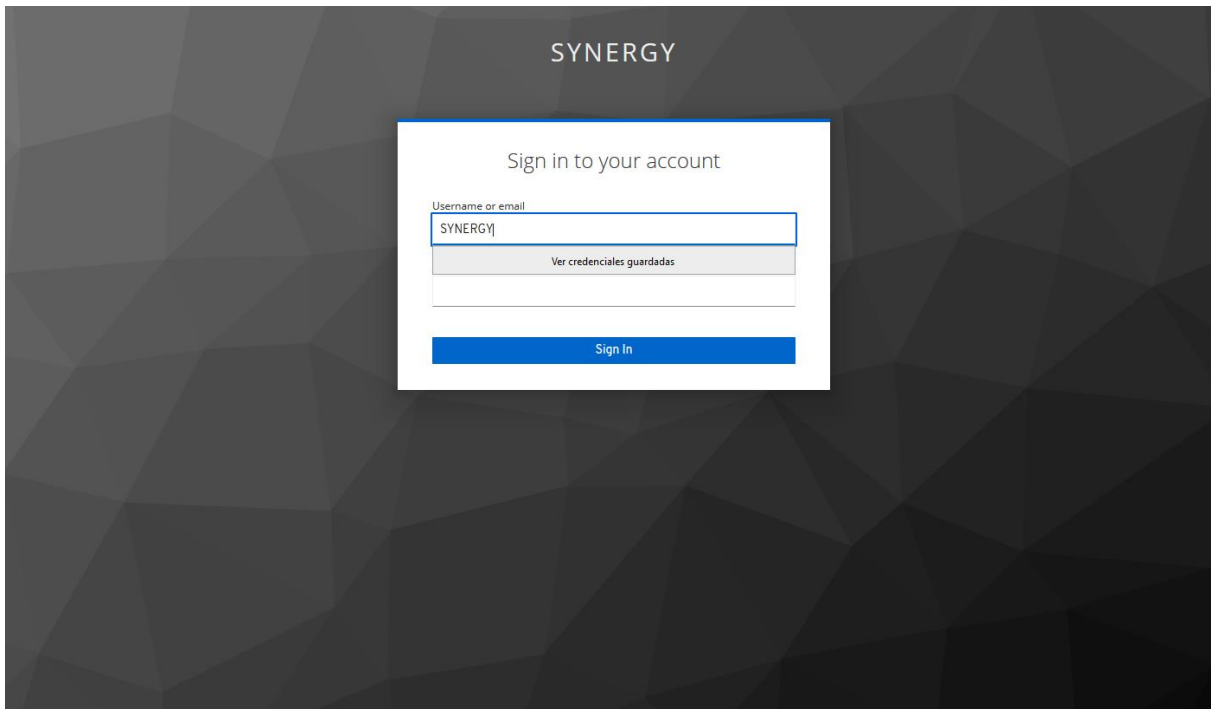 SYNERGY
Sign in to your account
Username or email
SYNERGY
Ver credenciales guardadas
Sign In